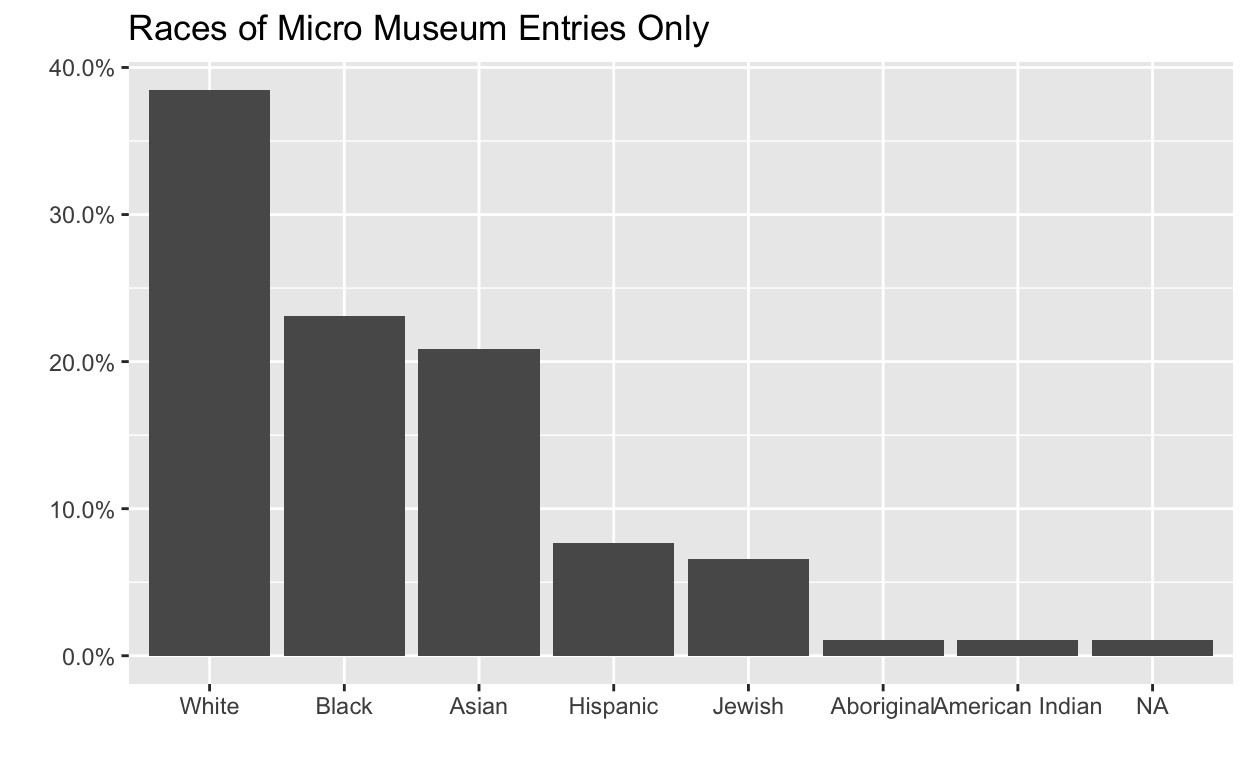 Races of Micro Museum Entries Only
40.0%
30.0%
20.0%
10.0%
0.0%
White Black Asian Hispanic Jewish Aboriginal American Indian NA